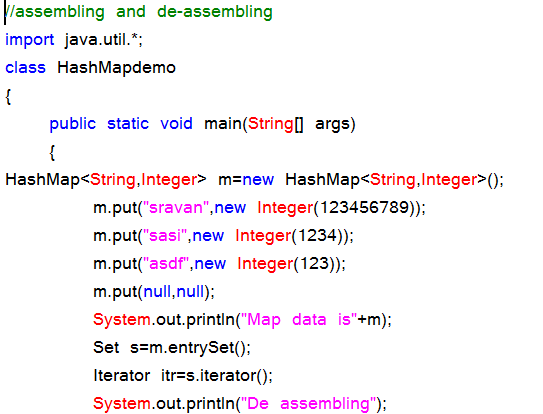 //assembling and de-assembling
import java.util.*;
class HashMapdemo
{
public static void main(String[] args)
{
HashMap<String,Integer> m=new HashMap<String,Integer>();
m.put("sravan",new Integer(123456789));
m.put("sasi",new Integer(1234));
m.put("asdf",new Integer(123));
m.put(null,null);
System.out.println("Map data is"+m);
Set s=m.entrySet();
Iterator itr=s.iterator();
System.out.println("De assembling");